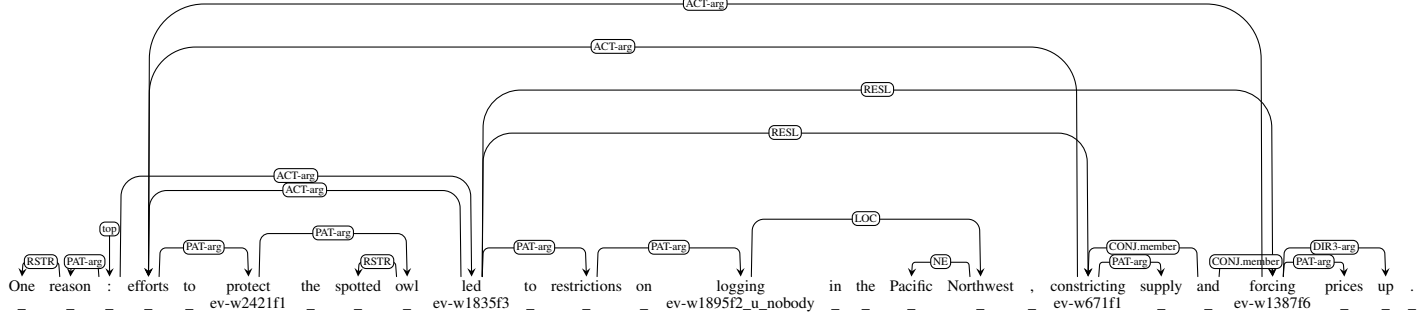 ACT-arg
ACT-arg
RESL
RESL
ACT-arg
ACT-arg
top LOC
PAT-arg
PAT-arg PAT-arg PAT-arg CONJ.member DIR3-arg
RSTR PAT-arg RSTR NE PAT-arg CONJ.member PAT-arg
One reason : efforts to protect the spotted owl led to restrictions on logging in the Pacific Northwest , constricting supply and forcing prices up .
_ _ _ _ _ ev-w2421f1 _ _ _ ev-w1835f3 _ _ _ ev-w1895f2_u_nobody _ _ _ _ _ ev-w671f1 _ _ ev-w1387f6 _ _ _